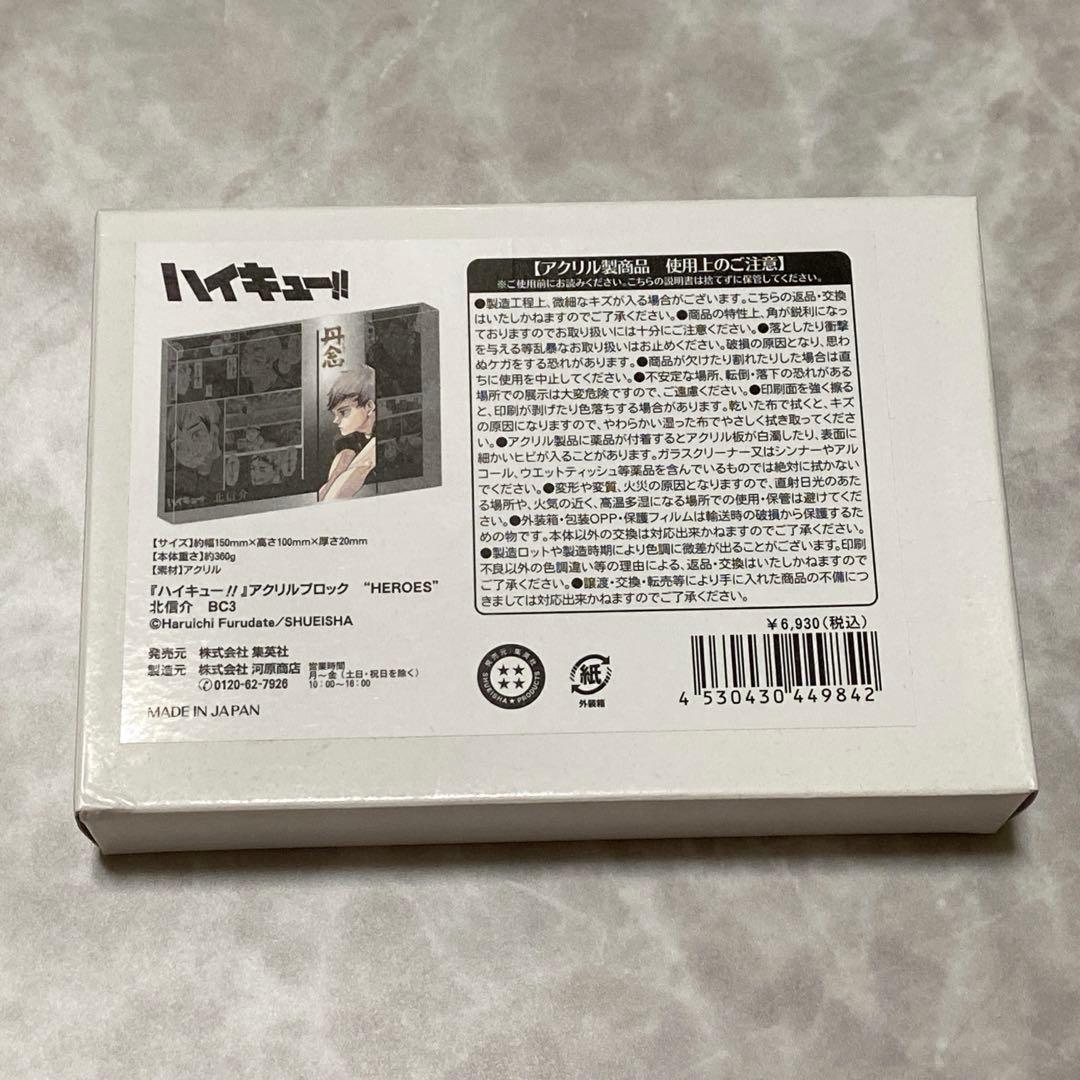 ハイキュー!!
丹念
ハイキュー!! 北信介
【サイズ】約幅150mm×高さ100mm×厚さ20mm
【本体重さ】約360g
【素材】アクリル
『ハイキュー!!』アクリルブロック “HEROES”
北信介 BC3
©Haruichi Furudate/SHUEISHA
発売元 株式会社 集英社
製造元 株式会社 河原商店
0120-62-7926
営業時間
月～金(土日・祝日を除く)
10:00～16:00
MADE IN JAPAN
【アクリル製商品 使用上のご注意】
※ご使用前にお読みください。こちらの説明書は捨てずに保管してください。
●製造工程上、微細なキズが入る場合がございます。こちらの返品・交換
はいたしかねますのでご了承ください。●商品の特性上、角が鋭利になっ
ておりますのでお取り扱いには十分にご注意ください。●落としたり衝撃
を与える等乱暴なお取り扱いはお止めください。破損の原因となり、思わ
ぬケガをする恐れがあります。●商品が欠けたり割れたりした場合は直
ちに使用を中止してください。●不安定な場所、転倒・落下の恐れがある
場所での展示は大変危険ですので、ご遠慮ください。●印刷面を強く擦る
と、印刷が剥げたり色落ちする場合があります。乾いた布で拭くと、キズ
の原因になりますので、やわらかい湿った布でやさしく拭き取ってくださ
い。●アクリル製品に薬品が付着するとアクリル板が白濁したり、表面に
細かいヒビが入ることがあります。ガラスクリーナー又はシンナーやアル
コール、ウエットティッシュ等薬品を含んでいるものでは絶対に拭かない
でください。●変形や変質、火災の原因となりますので、直射日光のあた
る場所や、火気の近く、高温多湿になる場所での使用・保管は避けてくだ
さい。●外装箱・包装OPP・保護フィルムは輸送時の破損から保護するた
めの物です。本体以外の交換は対応出来かねますのでご了承ください。
●製造ロットや製造時期により色調に微差が出ることがございます。印刷
不良以外の色調違い等の理由による、返品・交換はいたしかねますので
ご了承ください。●譲渡・交換・転売等により手に入れた商品の不備につ
きましては対応出来かねますのでご了承ください。
¥6,930(税込)
発売元:集英社
SHUEISHA★PRODUCTS
紙
外装箱
4 530430 449842